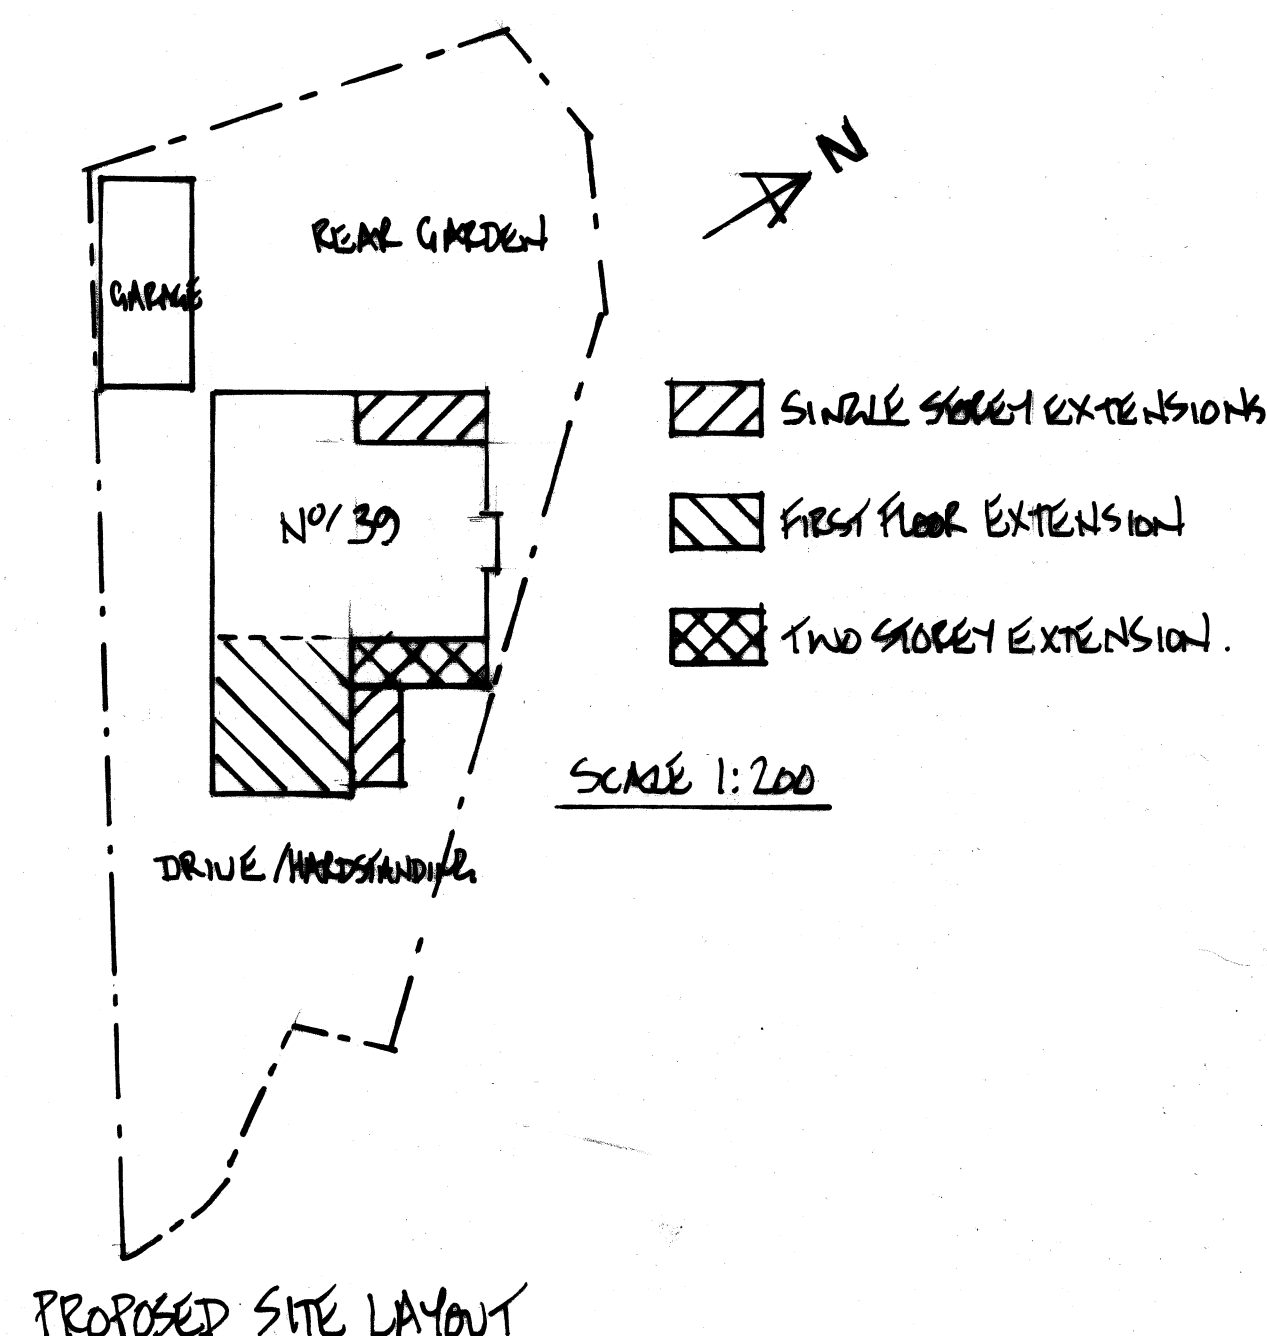 N
REAR GARDEN
GARAGE
SINGLE STOREY EXTENSIONS
Nº/ 39
FIRST FLOOR EXTENSION
TWO STOREY EXTENSION.
SCALE 1:200
DRIVE/HARDSTANDING
PROPOSED SITE LAYOUT